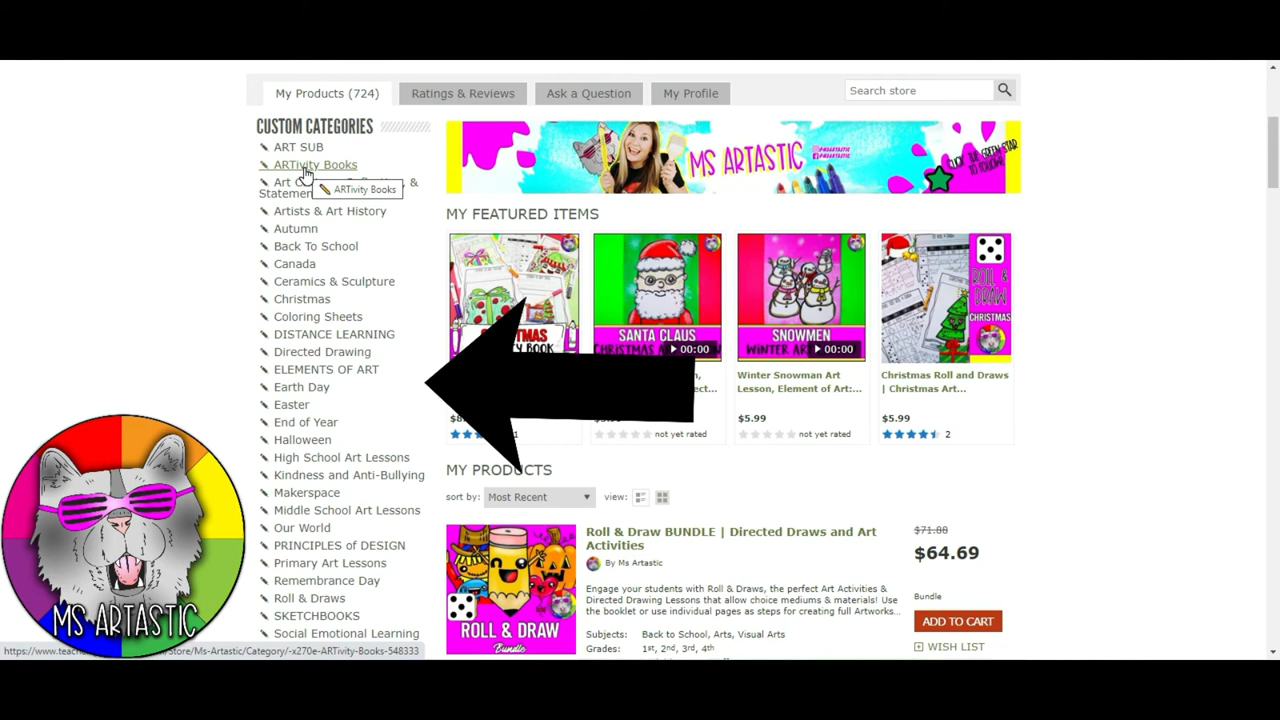 My Products (724)
Ratings & Reviews
Ask a Question
My Profile
Search store
CUSTOM CATEGORIES
ART SUB
ARTivity Books
ARTivity Books
Art
&
Statemen
Artists & Art History
Autumn
Back To School
Canada
Ceramics & Sculpture
Christmas
Coloring Sheets
DISTANCE LEARNING
Directed Drawing
ELEMENTS OF ART
Earth Day
Easter
End of Year
Halloween
High School Art Lessons
Kindness and Anti-Bullying
Makerspace
Middle School Art Lessons
Our World
PRINCIPLES of DESIGN
Primary Art Lessons
Remembrance Day
Roll & Draws
SKETCHBOOKS
Social Emotional Learning
MS ARTASTIC
@MSARTASTIC
@MSARTASTIC
CLICK THE GREEN STAR
TO FOLLOW!
MY FEATURED ITEMS
SANTA CLAUS
00:00
not yet rated
SNOWMEN
WINTER AR
00:00
Winter Snowman Art
Lesson, Element of Art:...
$5.99
not yet rated
ROLL &
DRAW
CHRISTMAS
Christmas Roll and Draws
| Christmas Art...
$5.99
2
MY PRODUCTS
sort by: Most Recent view:
ROLL & DRAW
Bundle
Roll & Draw BUNDLE | Directed Draws and Art
Activities
By Ms Artastic
Engage your students with Roll & Draws, the perfect Art Activities &
Directed Drawing Lessons that allow choice mediums & materials! Use
the booklet or use individual pages as steps for creating full Artworks...
Subjects: Back to School, Arts, Visual Arts
Grades: 1st, 2nd, 3rd, 4th
$71.88
$64.69
Bundle
ADD TO CART
WISH LIST
MS ARTASTIC
https://www.teac
Store/Ms-Artastic/Category/-x270e-ARTivity-Books-548333